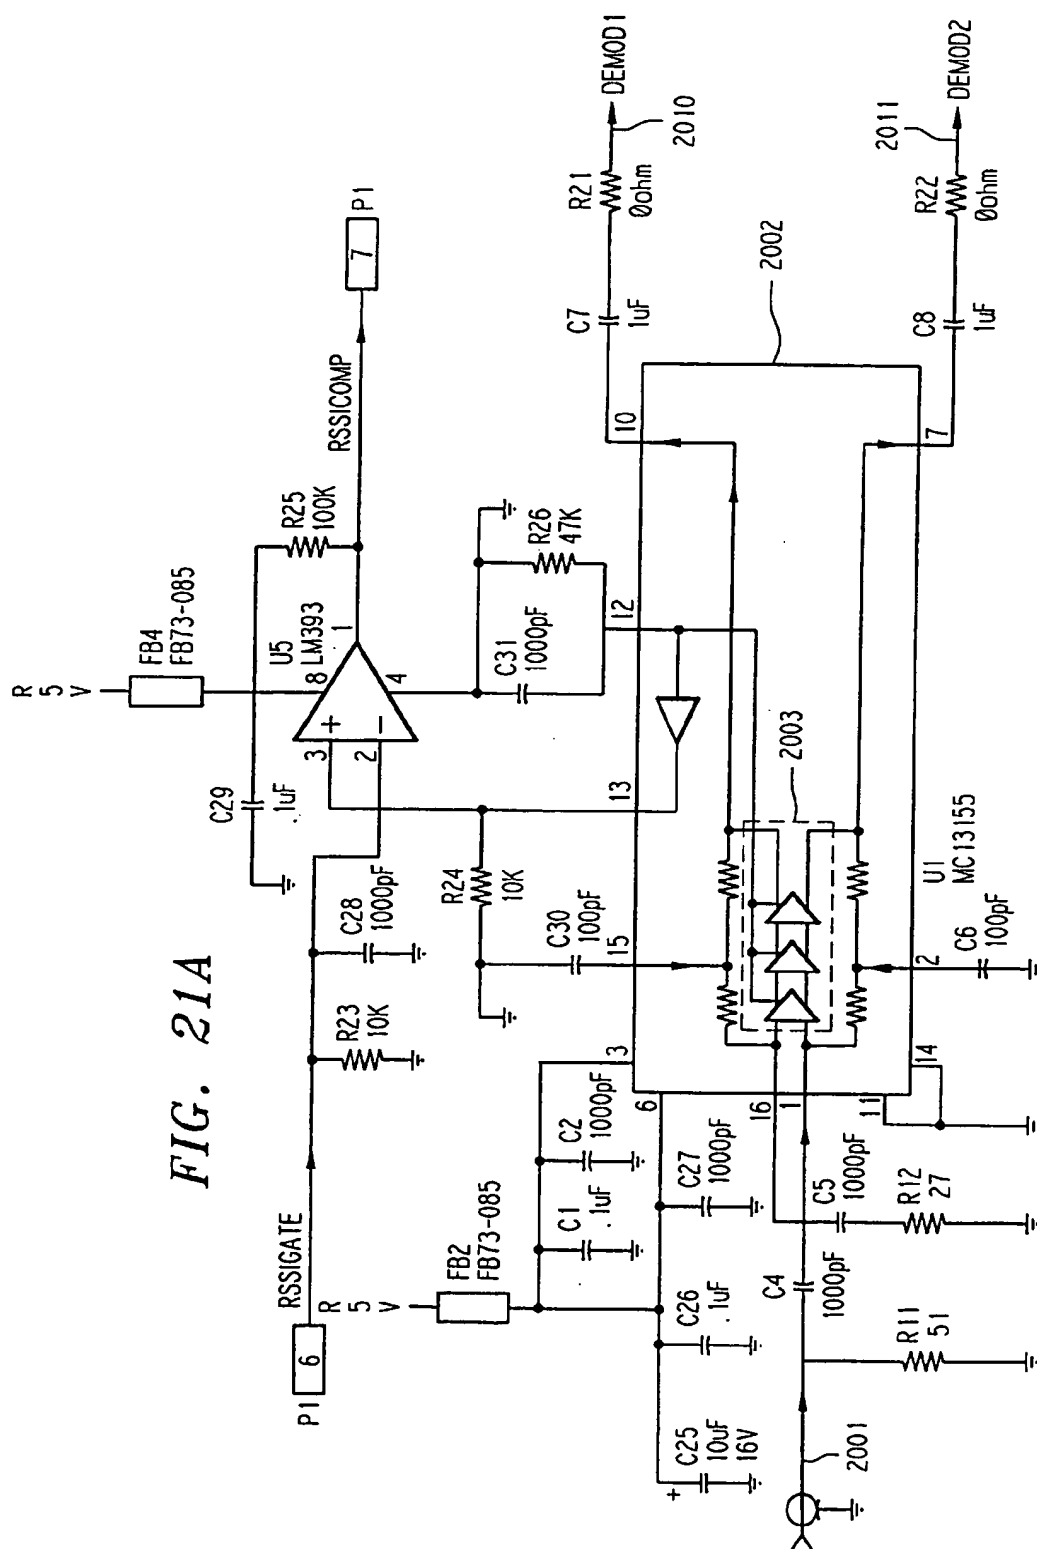 FIG. 21A
R
5
V
FB4
FB73-085
C29
.1uF
U5
LM393
8
3
+
2
−
4
1
R25
100K
RSSICOMP
7
P1
P1
6
RSSIGATE
R23
10K
C28
1000pF
R24
10K
C30
100pF
15
13
C31
1000pF
R26
47K
12
R
5
V
FB2
FB73-085
C1
.1uF
C2
1000pF
3
6
+
C25
10uF
16V
C26
.1uF
C27
1000pF
16
1
11
14
2001
R11
51
C4
1000pF
C5
1000pF
R12
27
2003
2
C6
100pF
U1
MC13155
2002
10
C7
1uF
R21
0ohm
DEMOD1
2010
7
C8
1uF
R22
0ohm
DEMOD2
2011